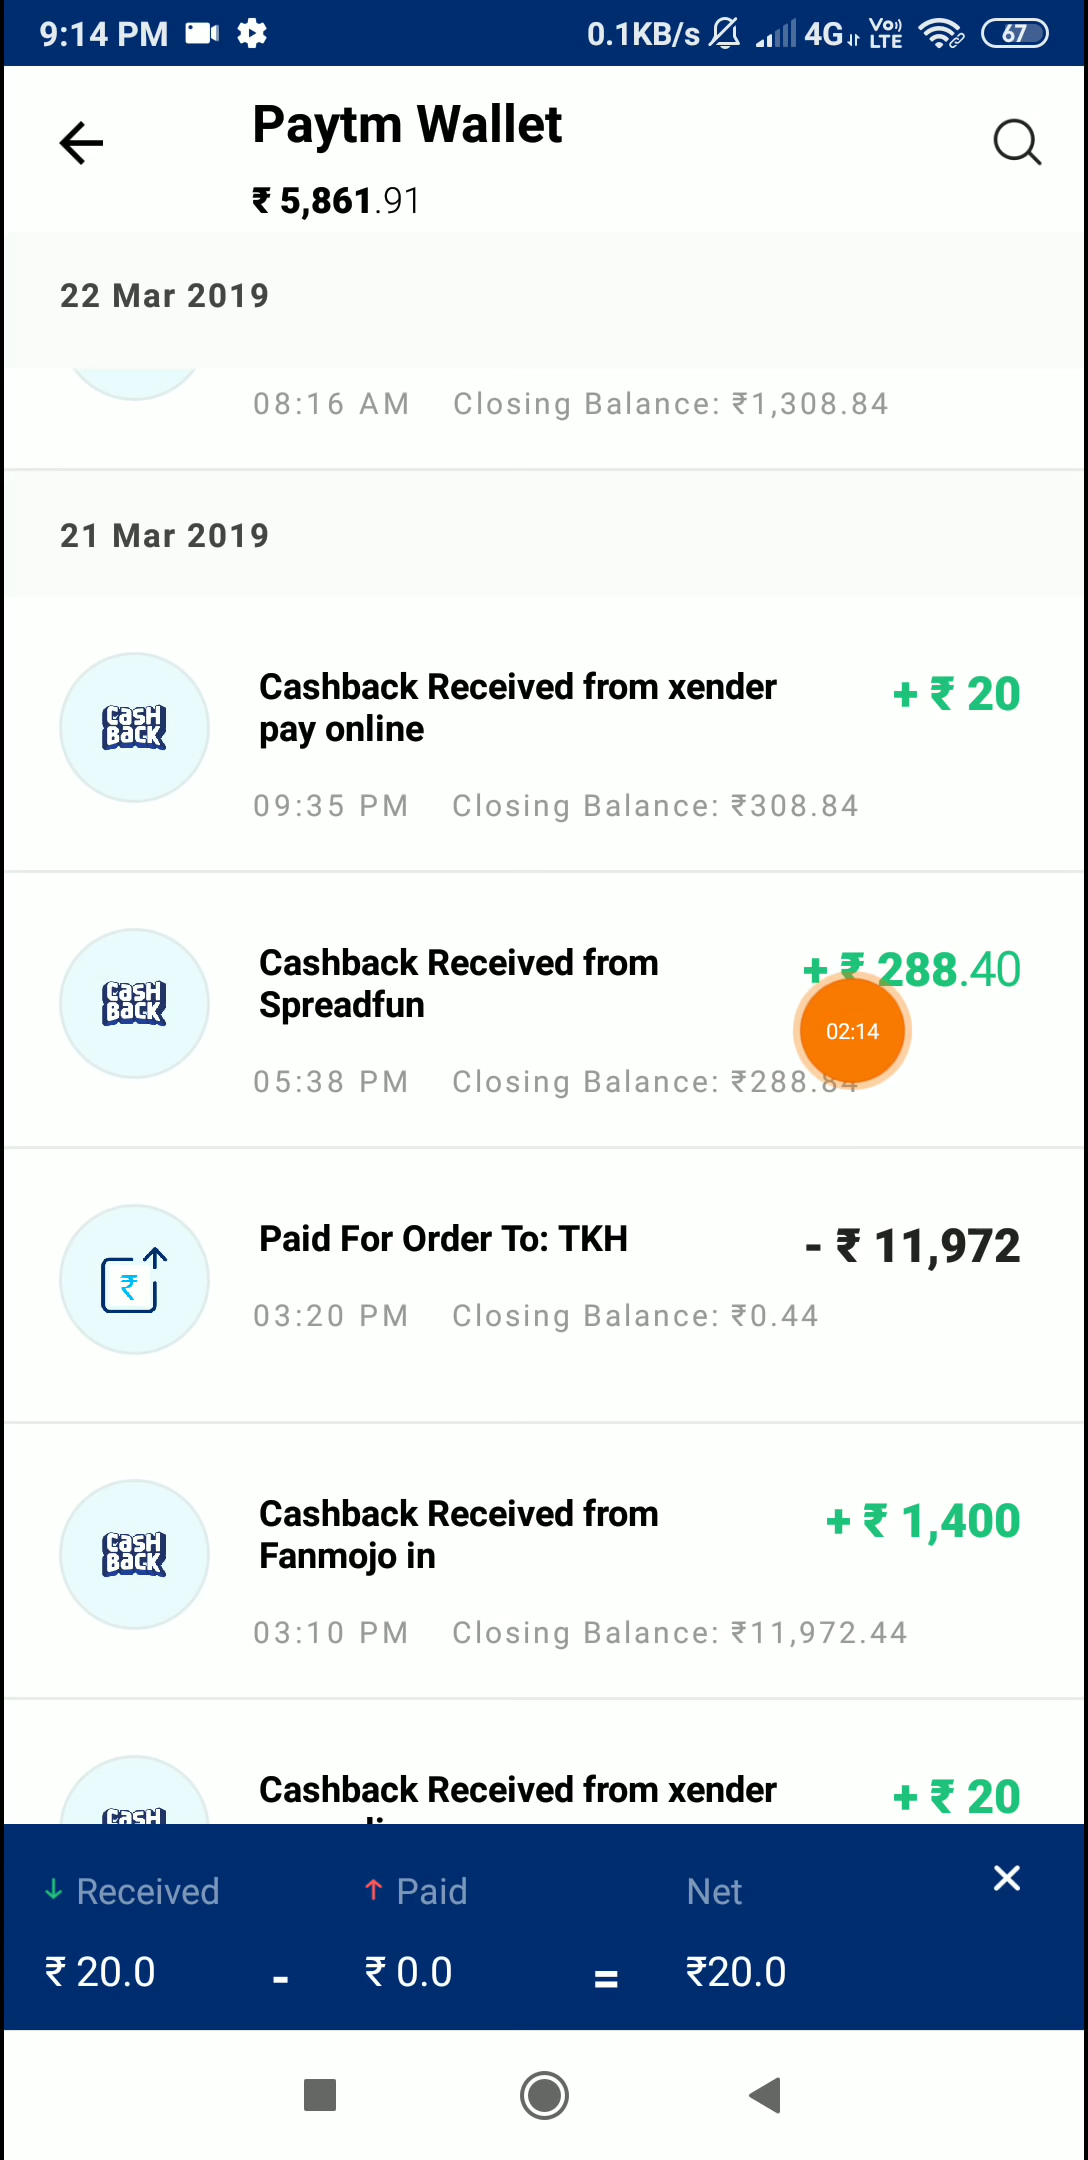 9:14 PM 0.1KB/s 4G Vo)) LTE 67
Paytm Wallet
₹ 5,861.91
22 Mar 2019
08:16 AM Closing Balance: ₹1,308.84
21 Mar 2019
Cashback Received from xender + ₹ 20
pay online
CasH
BacK
09:35 PM Closing Balance: ₹308.84
Cashback Received from + ₹ 288.40
Spreadfun
CasH
BacK
02:14
05:38 PM Closing Balance: ₹288.84
Paid For Order To: TKH - ₹ 11,972
₹
03:20 PM Closing Balance: ₹0.44
Cashback Received from + ₹ 1,400
Fanmojo in
CasH
BacK
03:10 PM Closing Balance: ₹11,972.44
Cashback Received from xender + ₹ 20
CasH
↓ Received ↑ Paid Net ×
₹ 20.0 - ₹ 0.0 = ₹20.0